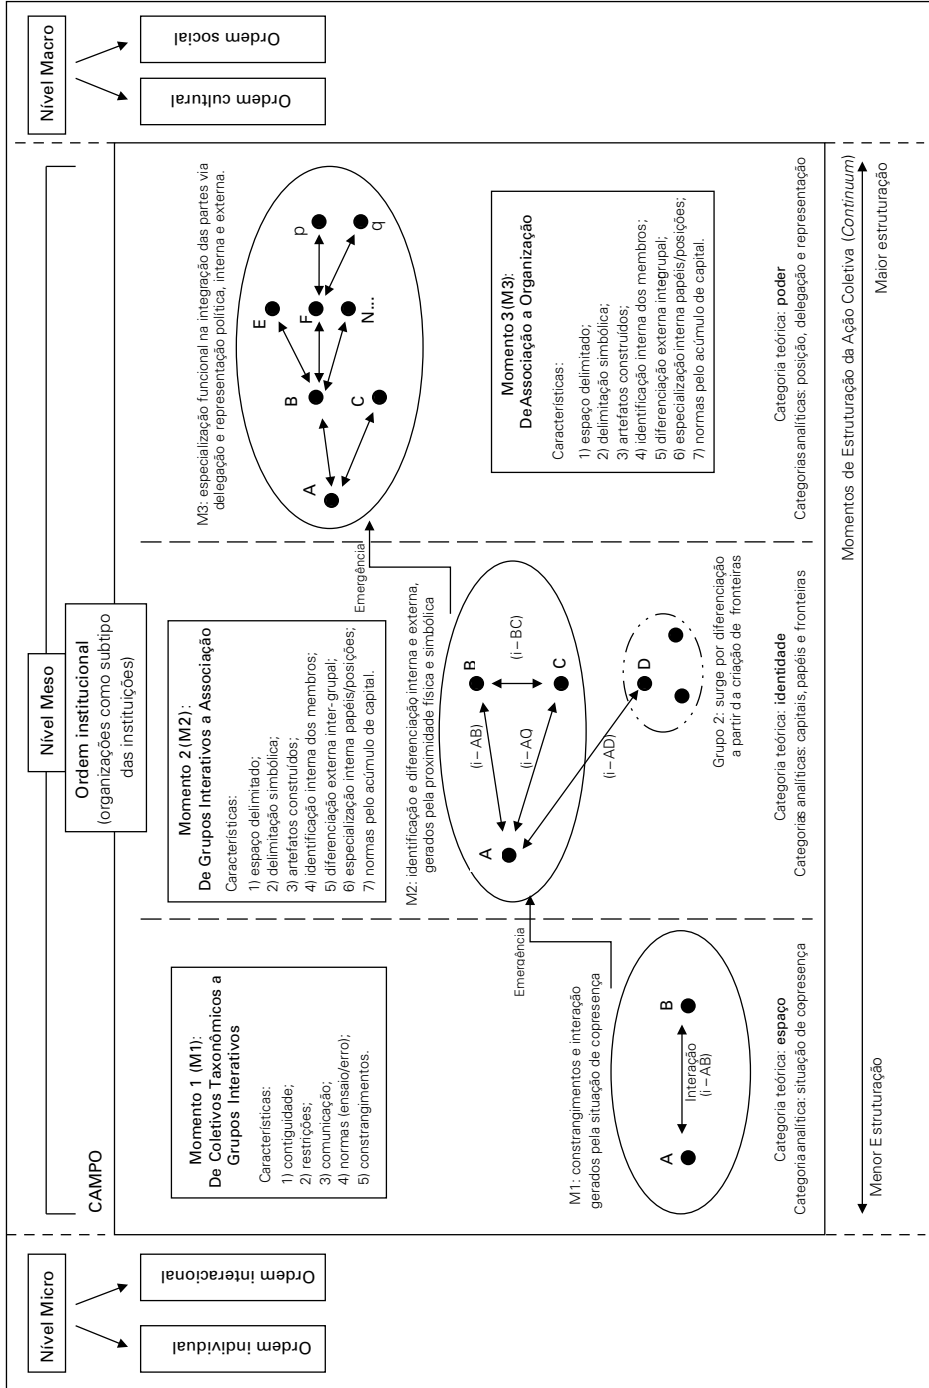 Nível Micro
Ordem individual
Ordem interacional
Nível Meso
Ordem institucional
(organizações como subtipo
das instituições)
CAMPO
Momento 1 (M1):
De Coletivos Taxonômicos a
Grupos Interativos
Características:
1) contiguidade;
2) restrições;
3) comunicação;
4) normas (ensaio/erro);
5) constrangimentos.
M1: constrangimentos e interação
gerados pela situação de copresença
A
B
Interação
(i – AB)
Categoria teórica: espaço
Categoria analítica: situação de copresença
Emergência
Momento 2 (M2):
De Grupos Interativos a Associação
Características:
1) espaço delimitado;
2) delimitação simbólica;
3) artefatos construídos;
4) identificação interna dos membros;
5) diferenciação externa inter-grupal;
6) especialização interna papéis/posições;
7) normas pelo acúmulo de capital.
M2: identificação e diferenciação interna e externa,
gerados pela proximidade física e simbólica
A
B
C
D
(i – AB)
(i – BC)
(i – AQ)
(i – AD)
Grupo 2: surge por diferenciação
a partir da criação de fronteiras
Categoria teórica: identidade
Categorias analíticas: capitais, papéis e fronteiras
Emergência
M3: especialização funcional na integração das partes via
delegação e representação política, interna e externa.
A
B
C
E
F
N...
p
q
Momento 3 (M3):
De Associação a Organização
Características:
1) espaço delimitado;
2) delimitação simbólica;
3) artefatos construídos;
4) identificação interna dos membros;
5) diferenciação externa integrupal;
6) especialização interna papéis/posições;
7) normas pelo acúmulo de capital.
Categoria teórica: poder
Categorias analíticas: posição, delegação e representação
Momentos de Estruturação da Ação Coletiva (Continuum)
Menor Estruturação
Maior estruturação
Nível Macro
Ordem cultural
Ordem social